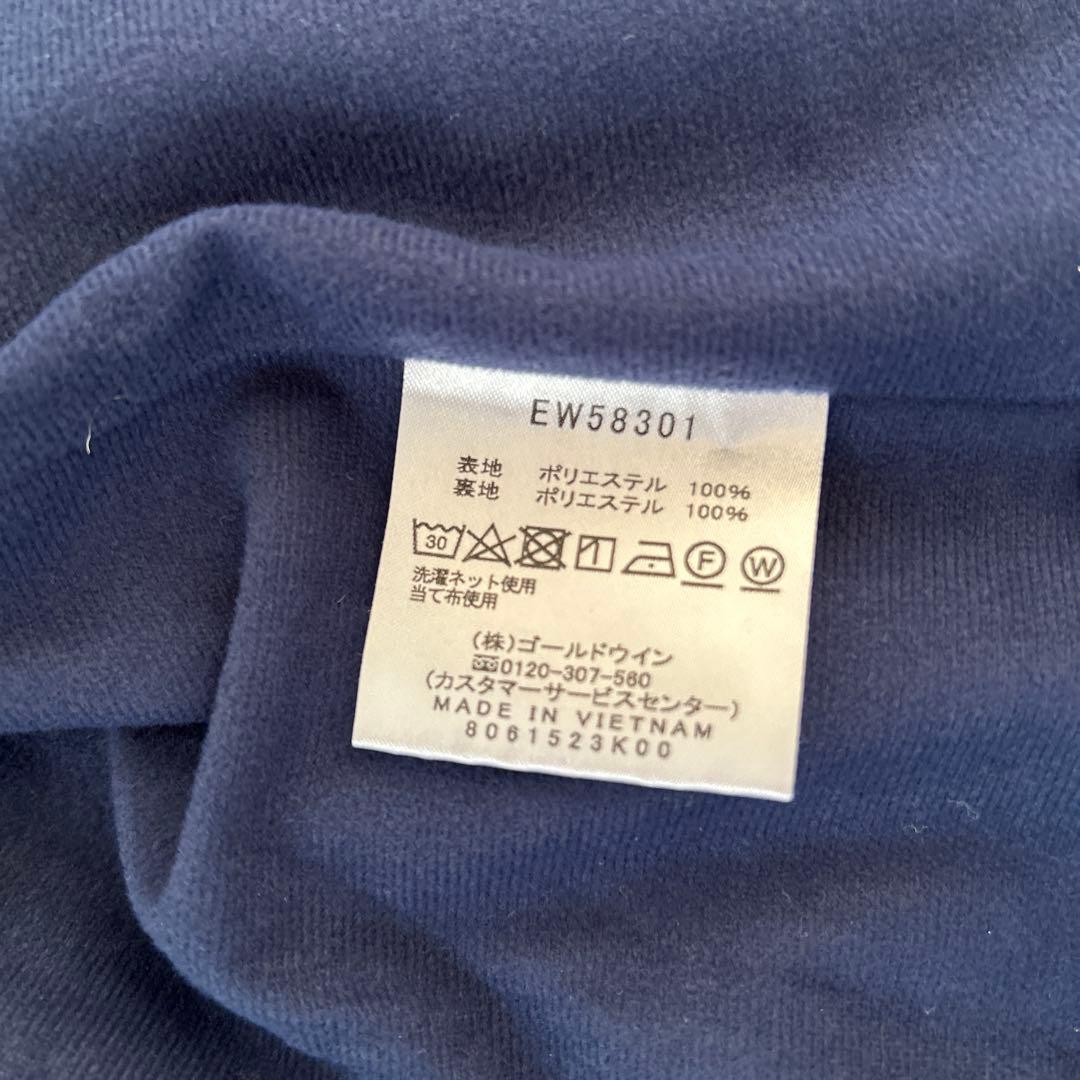 EW58301
表地 ポリエステル 100%
裏地 ポリエステル 100%
30 F W
洗濯ネット使用
当て布使用
(株)ゴールドウイン
0120-307-560
(カスタマーサービスセンター)
MADE IN VIETNAM
8061523K00